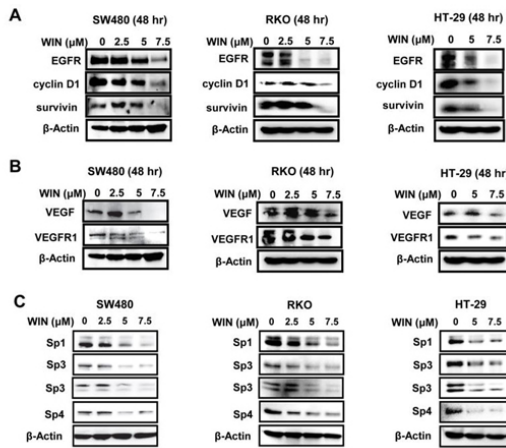 A
SW480 (48 hr) RKO (48 hr) HT-29 (48 hr)
WIN (μM) 0 2.5 5 7.5 WIN (μM) 0 2.5 5 7.5 WIN (μM) 0 5 7.5
EGFR EGFR EGFR
cyclin D1 cyclin D1 cyclin D1
survivin survivin survivin
β-Actin β-Actin β-Actin
B
SW480 (48 hr) RKO (48 hr) HT-29 (48 hr)
WIN (μM) 0 2.5 5 7.5 WIN (μM) 0 2.5 5 7.5 WIN (μM) 0 5 7.5
VEGF VEGF VEGF
VEGFR1 VEGFR1 VEGFR1
β-Actin β-Actin β-Actin
C
SW480 RKO HT-29
WIN (μM) 0 2.5 5 7.5 WIN (μM) 0 2.5 5 7.5 WIN (μM) 0 5 7.5
Sp1 Sp1 Sp1
Sp3 Sp3 Sp3
Sp3 Sp3 Sp3
Sp4 Sp4 Sp4
β-Actin β-Actin β-Actin